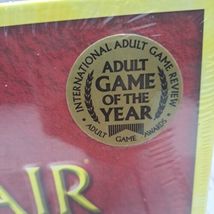 INTERNATIONAL ADULT GAME REVIEW
ADULT
GAME
OF THE
YEAR
ADULT GAME AWARDS
AIR